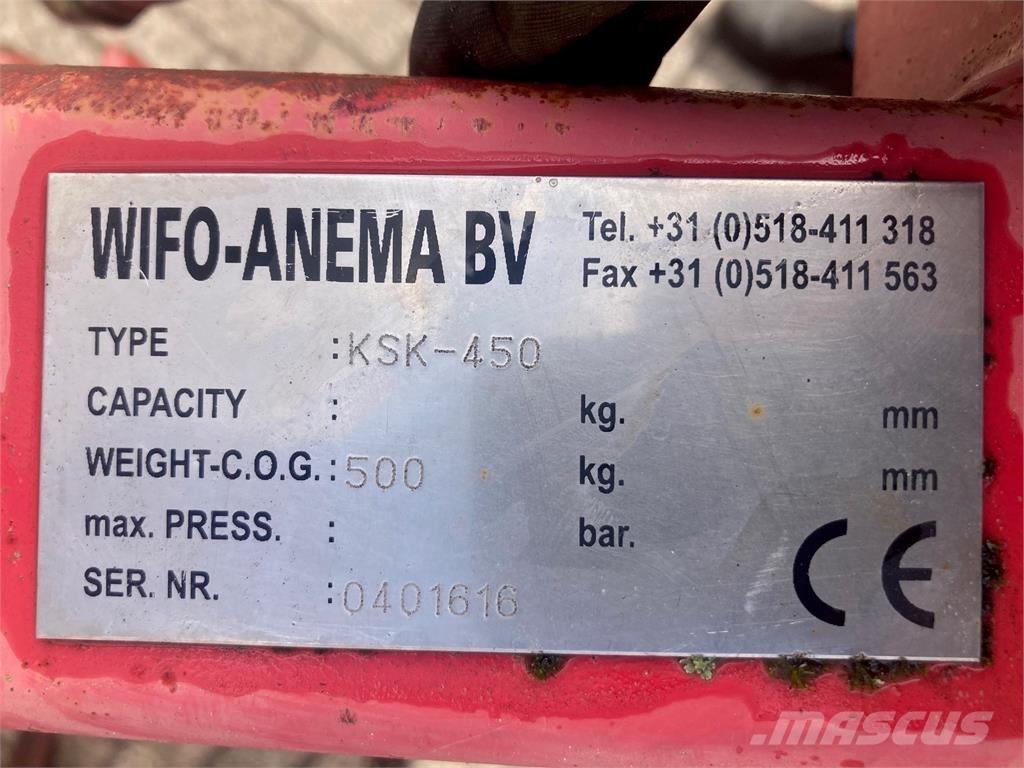 WIFO-ANEMA BV
Tel. +31 (0)518-411 318
Fax +31 (0)518-411 563
TYPE :KSK-450
CAPACITY : kg. mm
WEIGHT-C.O.G.:500 kg. mm
max. PRESS. : bar.
SER. NR. :0401616
CE
MASCUS